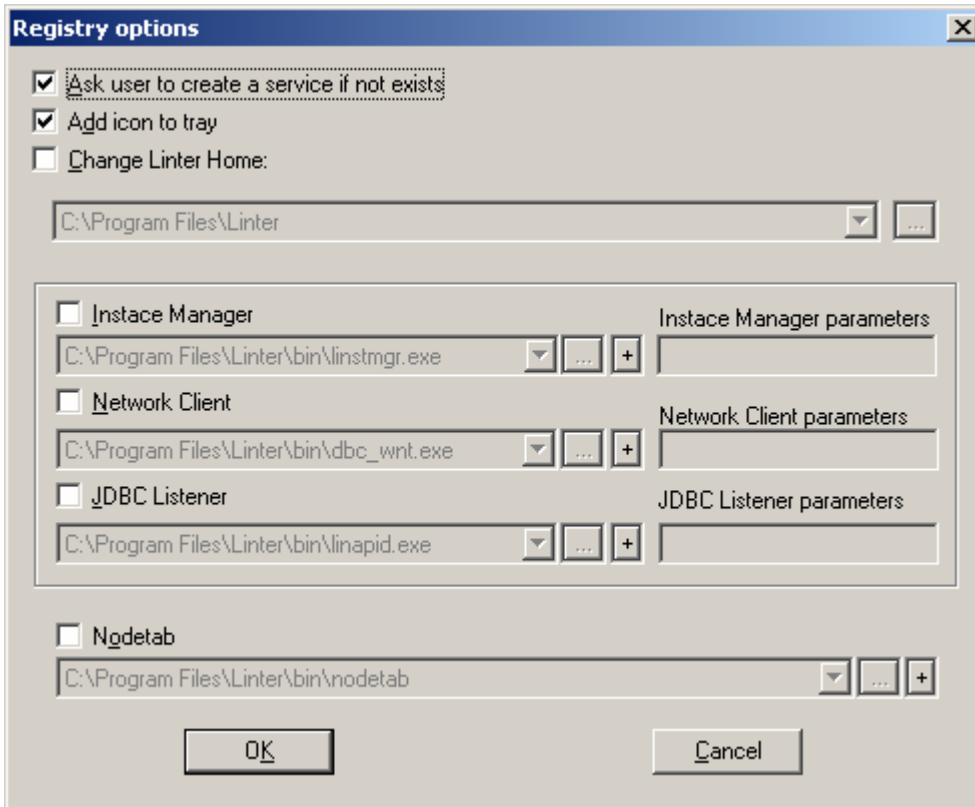 Registry options
Ask user to create a service if not exists
Add icon to tray
Change Linter Home:
C:\Program Files\Linter
...
Instace Manager
Instace Manager parameters
C:\Program Files\Linter\bin\linstmgr.exe
...
+
Network Client
Network Client parameters
C:\Program Files\Linter\bin\dbc_wnt.exe
...
+
JDBC Listener
JDBC Listener parameters
C:\Program Files\Linter\bin\linapid.exe
...
+
Nodetab
C:\Program Files\Linter\bin\nodetab
...
+
OK
Cancel